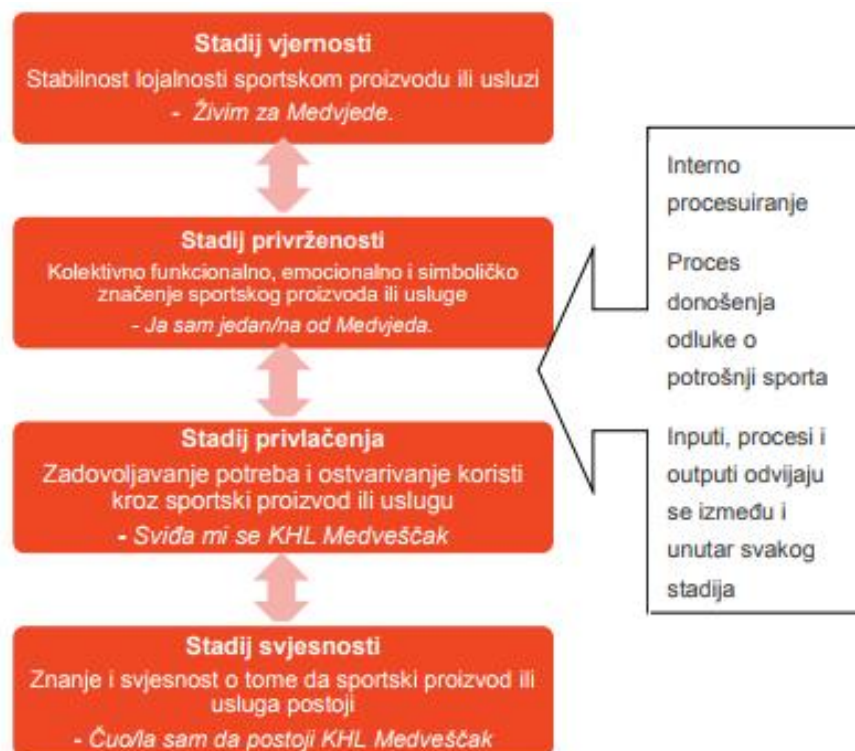 Stadij vjernosti
Stabilnost lojalnosti sportskom proizvodu ili usluzi
- Živim za Medvjede.
Stadij privrženosti
Kolektivno funkcionalno, emocionalno i simboličko
značenje sportskog proizvoda ili usluge
- Ja sam jedan/na od Medvjeda.
Stadij privlačenja
Zadovoljavanje potreba i ostvarivanje koristi
kroz sportski proizvod ili uslugu
- Sviđa mi se KHL Medveščak
Stadij svjesnosti
Znanje i svjesnost o tome da sportski proizvod ili
usluga postoji
- Čuo/la sam da postoji KHL Medveščak
Interno
procesuiranje
Proces
donošenja
odluke o
potrošnji sporta
Inputi, procesi i
outputi odvijaju
se između i
unutar svakog
stadija